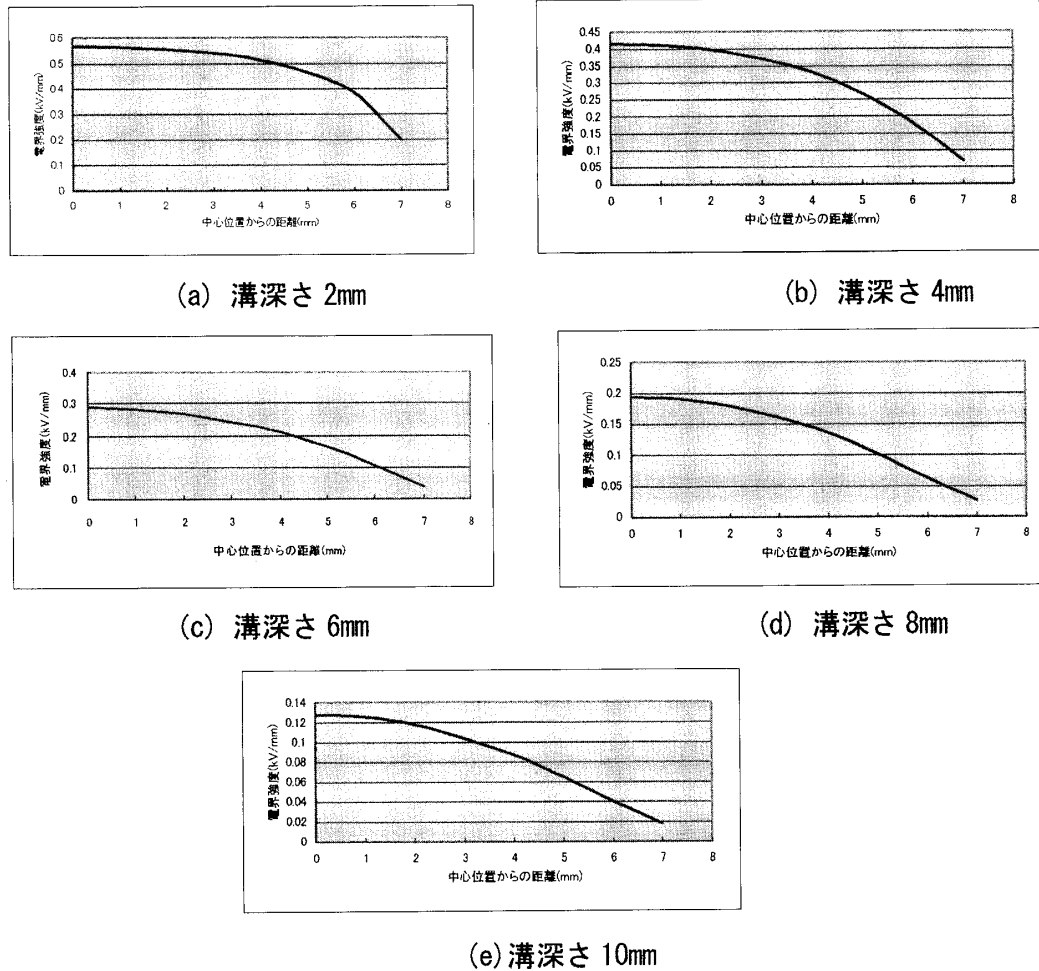 電界強度(kV/mm)
0.6
0.5
0.4
0.3
0.2
0.1
0
0 1 2 3 4 5 6 7 8
中心位置からの距離(mm)
(a) 溝深さ 2mm
電界強度(kV/mm)
0.45
0.4
0.35
0.3
0.25
0.2
0.15
0.1
0.05
0
0 1 2 3 4 5 6 7 8
中心位置からの距離(mm)
(b) 溝深さ 4mm
電界強度(kV/mm)
0.4
0.3
0.2
0.1
0
0 1 2 3 4 5 6 7 8
中心位置からの距離(mm)
(c) 溝深さ 6mm
電界強度(kV/mm)
0.25
0.2
0.15
0.1
0.05
0
0 1 2 3 4 5 6 7 8
中心位置からの距離(mm)
(d) 溝深さ 8mm
電界強度(kV/mm)
0.14
0.12
0.1
0.08
0.06
0.04
0.02
0
0 1 2 3 4 5 6 7 8
中心位置からの距離(mm)
(e)溝深さ 10mm